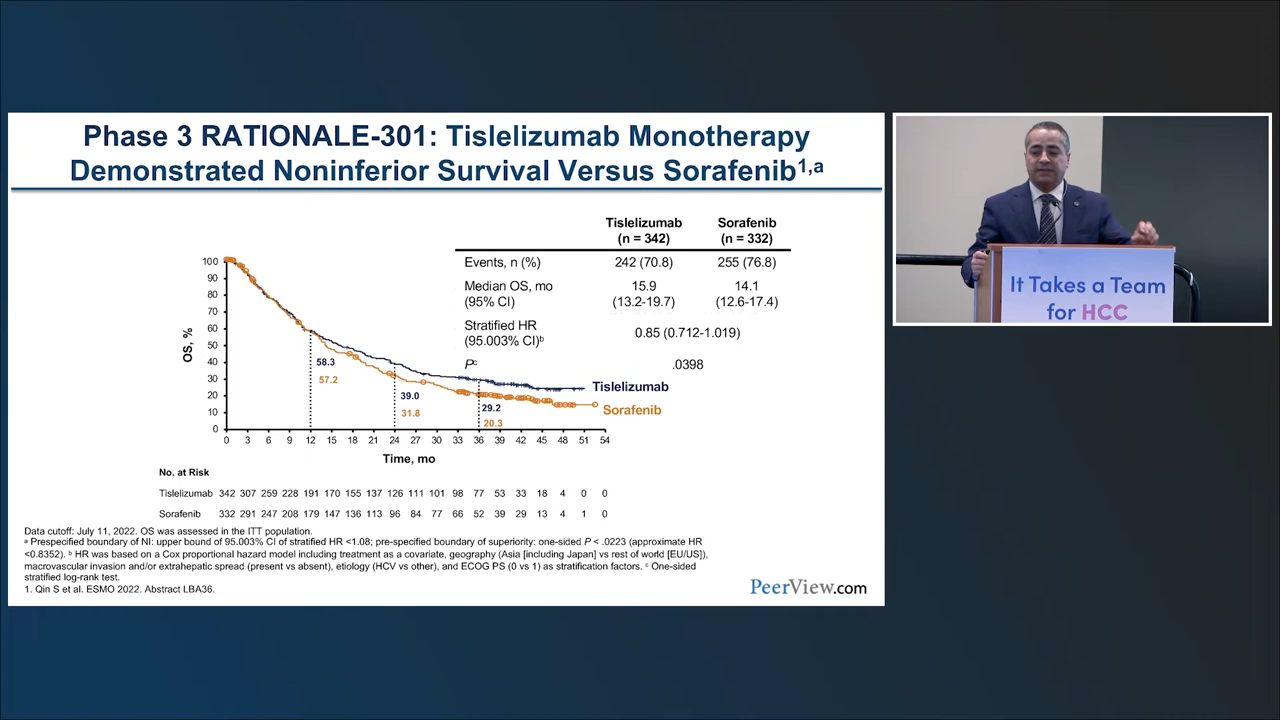 Phase 3 RATIONALE-301: Tislelizumab Monotherapy
Demonstrated Noninferior Survival Versus Sorafenib1,a
Tislelizumab
(n = 342)
Sorafenib
(n = 332)
Events, n (%) 242 (70.8) 255 (76.8)
Median OS, mo 15.9 14.1
(95% CI) (13.2-19.7) (12.6-17.4)
Stratified HR
(95.003% CI)b 0.85 (0.712-1.019)
Pc .0398
OS, %
100
90
80
70
60
50
40
30
20
10
0
58.3
57.2
39.0
31.8
29.2
20.3
Tislelizumab
Sorafenib
0 3 6 9 12 15 18 21 24 27 30 33 36 39 42 45 48 51 54
Time, mo
No. at Risk
Tislelizumab 342 307 259 228 191 170 155 137 126 111 101 98 77 53 33 18 4 0 0
Sorafenib 332 291 247 208 179 147 136 113 96 84 77 66 52 39 29 13 4 1 0
Data cutoff: July 11, 2022. OS was assessed in the ITT population.
a Prespecified boundary of NI: upper bound of 95.003% CI of stratified HR <1.08; pre-specified boundary of superiority: one-sided P < .0223 (approximate HR
<0.8352). b HR was based on a Cox proportional hazard model including treatment as a covariate, geography (Asia [including Japan] vs rest of world [EU/US]),
macrovascular invasion and/or extrahepatic spread (present vs absent), etiology (HCV vs other), and ECOG PS (0 vs 1) as stratification factors. c One-sided
stratified log-rank test.
1. Qin S et al. ESMO 2022. Abstract LBA36.
PeerView.com
It Takes a Team
for HCC